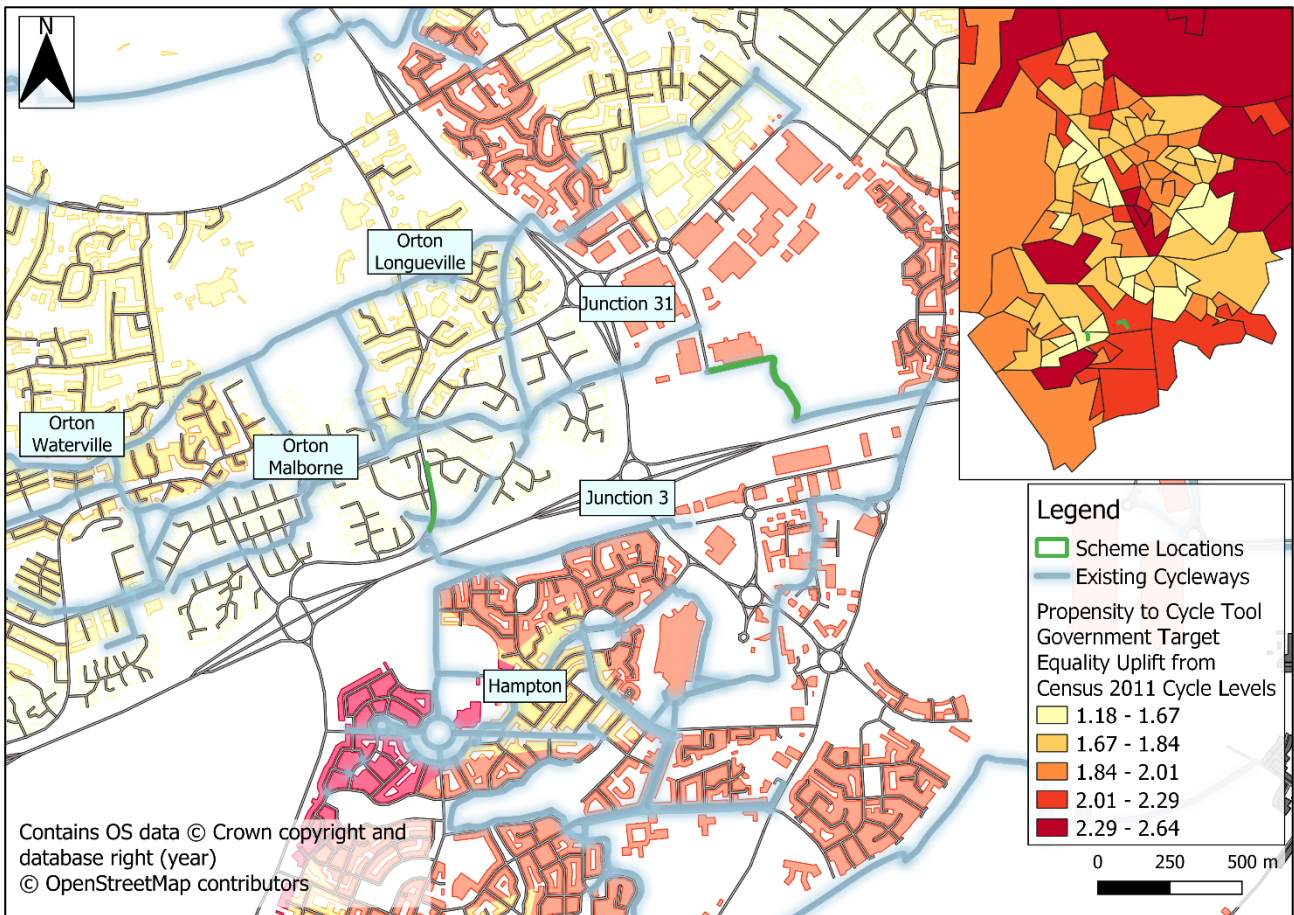 N
Orton
Longueville
Junction 31
Orton
Waterville
Orton
Malborne
Junction 3
Hampton
Legend
Scheme Locations
Existing Cycleways
Propensity to Cycle Tool
Government Target
Equality Uplift from
Census 2011 Cycle Levels
1.18 - 1.67
1.67 - 1.84
1.84 - 2.01
2.01 - 2.29
2.29 - 2.64
0 250 500 m
Contains OS data © Crown copyright and
database right (year)
© OpenStreetMap contributors